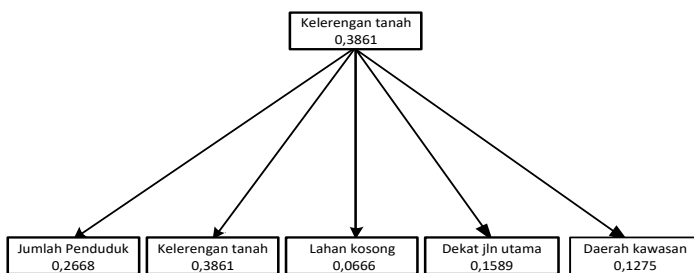 Kelerengan tanah
0,3861
Jumlah Penduduk
0,2668
Kelerengan tanah
0,3861
Lahan kosong
0,0666
Dekat jln utama
0,1589
Daerah kawasan
0,1275